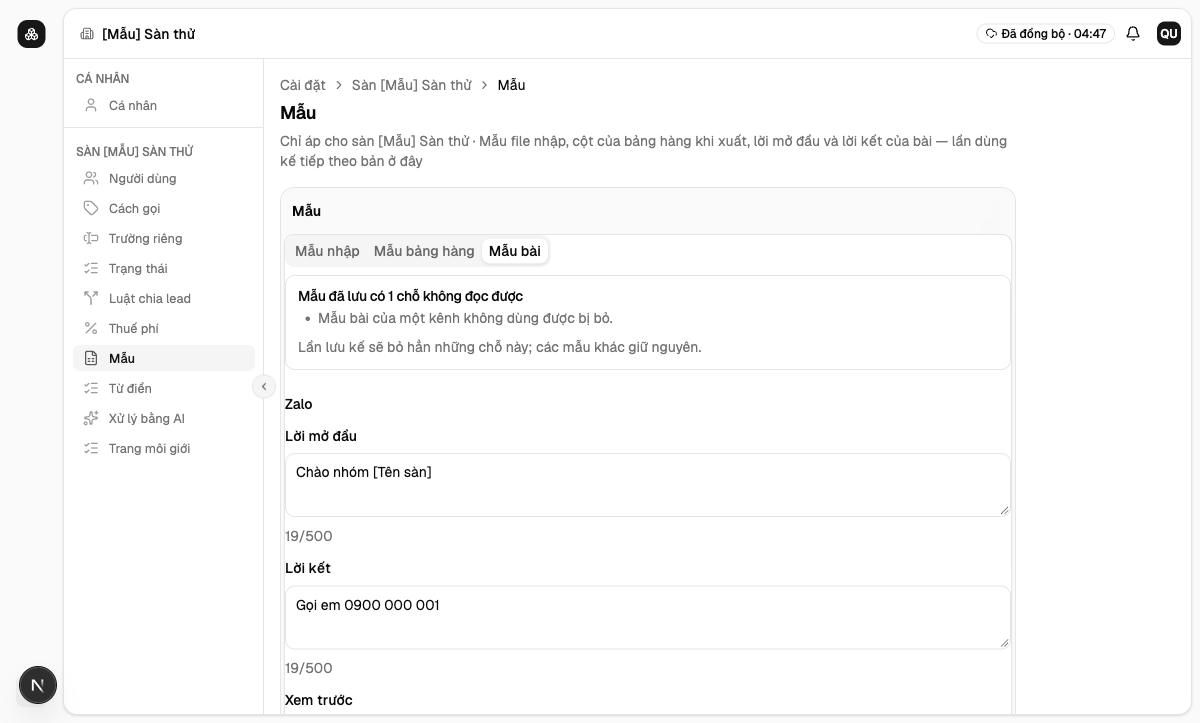 [Mẫu] Sàn thử
Đã đồng bộ · 04:47
QU
CÁ NHÂN
Cá nhân
SÀN [MẪU] SÀN THỬ
Người dùng
Cách gọi
Trường riêng
Trạng thái
Luật chia lead
Thuế phí
Mẫu
Từ điển
Xử lý bằng AI
Trang môi giới
N
Cài đặt > Sàn [Mẫu] Sàn thử > Mẫu
Mẫu
Chỉ áp cho sàn [Mẫu] Sàn thử · Mẫu file nhập, cột của bảng hàng khi xuất, lời mở đầu và lời kết của bài — lần dùng
kế tiếp theo bản ở đây
Mẫu
Mẫu nhập Mẫu bảng hàng Mẫu bài
Mẫu đã lưu có 1 chỗ không đọc được
• Mẫu bài của một kênh không dùng được bị bỏ.
Lần lưu kế sẽ bỏ hẳn những chỗ này; các mẫu khác giữ nguyên.
Zalo
Lời mở đầu
Chào nhóm [Tên sàn]
19/500
Lời kết
Gọi em 0900 000 001
19/500
Xem trước